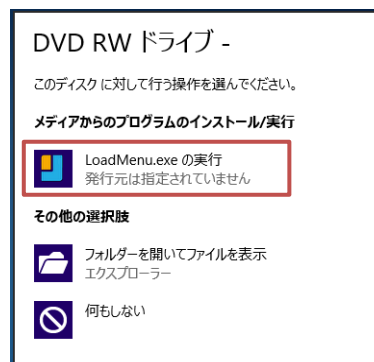 DVD RW ドライブ -
このディスク に対して行う操作を選んでください。
メディアからのプログラムのインストール/実行
LoadMenu.exe の実行
発行元は指定されていません
その他の選択肢
フォルダーを開いてファイルを表示
エクスプローラー
何もしない